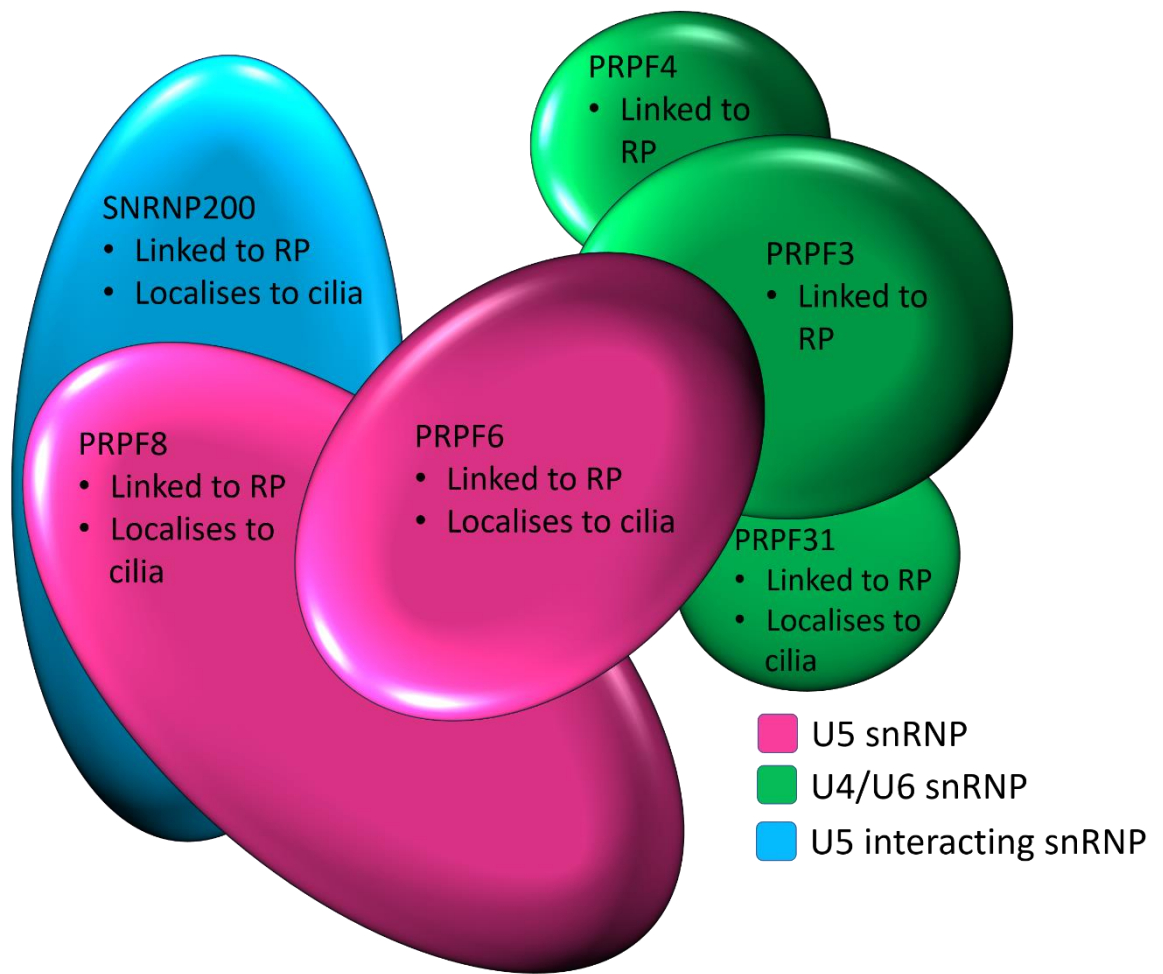 PRPF4
• Linked to
RP
SNRNP200
• Linked to RP
• Localises to cilia
PRPF3
• Linked to
RP
PRPF8
• Linked to RP
• Localises to
cilia
PRPF6
• Linked to RP
• Localises to cilia
PRPF31
• Linked to RP
• Localises to
cilia
U5 snRNP
U4/U6 snRNP
U5 interacting snRNP